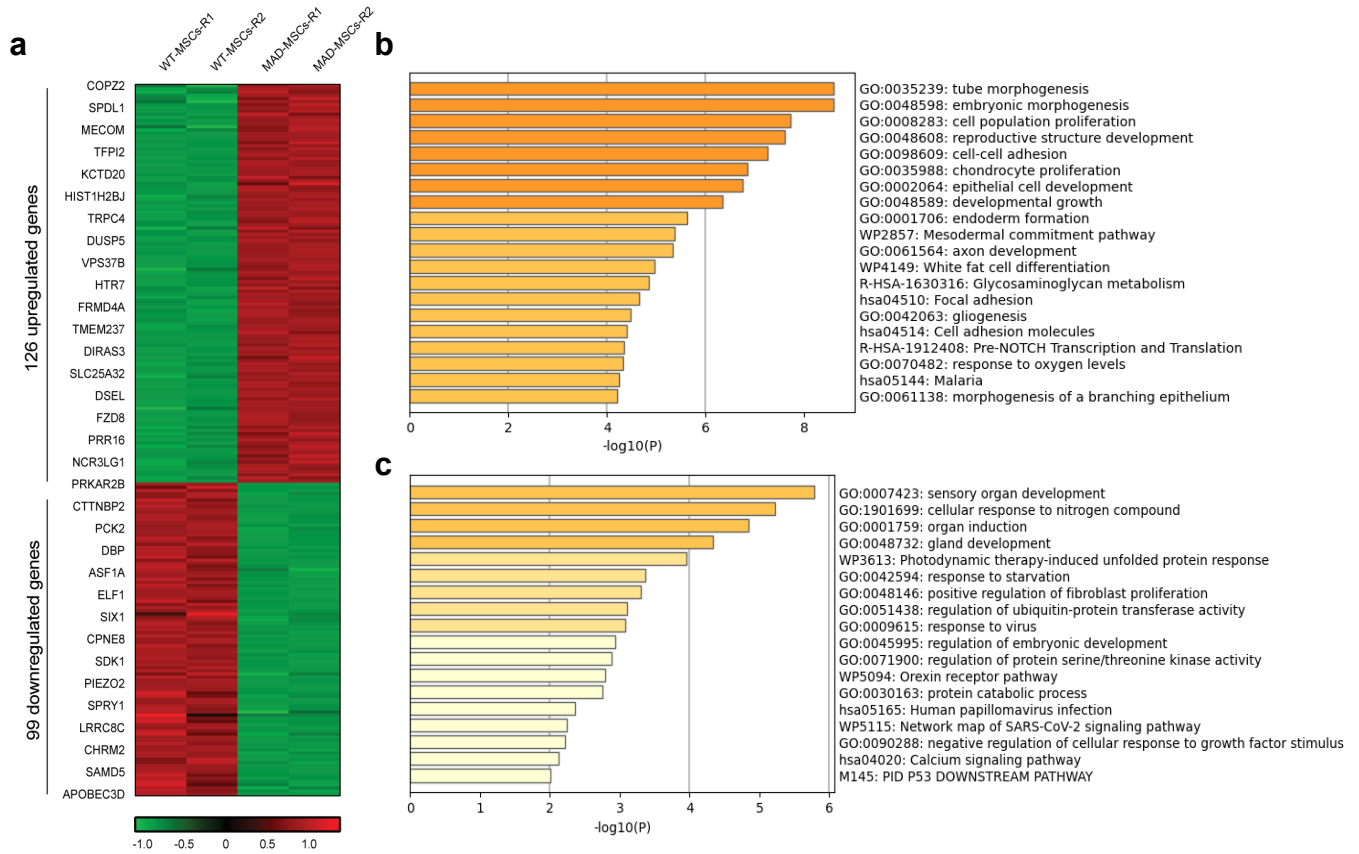 a
WT-MSCs-R1
WT-MSCs-R2
MAD-MSCs-R1
MAD-MSCs-R2
126 upregulated genes
99 downregulated genes
COPZ2
SPDL1
MECOM
TFPI2
KCTD20
HIST1H2BJ
TRPC4
DUSP5
VPS37B
HTR7
FRMD4A
TMEM237
DIRAS3
SLC25A32
DSEL
FZD8
PRR16
NCR3LG1
PRKAR2B
CTTNBP2
PCK2
DBP
ASF1A
ELF1
SIX1
CPNE8
SDK1
PIEZO2
SPRY1
LRRC8C
CHRM2
SAMD5
APOBEC3D
-1.0 -0.5 0 0.5 1.0
b
GO:0035239: tube morphogenesis
GO:0048598: embryonic morphogenesis
GO:0008283: cell population proliferation
GO:0048608: reproductive structure development
GO:0098609: cell-cell adhesion
GO:0035988: chondrocyte proliferation
GO:0002064: epithelial cell development
GO:0048589: developmental growth
GO:0001706: endoderm formation
WP2857: Mesodermal commitment pathway
GO:0061564: axon development
WP4149: White fat cell differentiation
R-HSA-1630316: Glycosaminoglycan metabolism
hsa04510: Focal adhesion
GO:0042063: gliogenesis
hsa04514: Cell adhesion molecules
R-HSA-1912408: Pre-NOTCH Transcription and Translation
GO:0070482: response to oxygen levels
hsa05144: Malaria
GO:0061138: morphogenesis of a branching epithelium
0 2 4 6 8
-log10(P)
c
GO:0007423: sensory organ development
GO:1901699: cellular response to nitrogen compound
GO:0001759: organ induction
GO:0048732: gland development
WP3613: Photodynamic therapy-induced unfolded protein response
GO:0042594: response to starvation
GO:0048146: positive regulation of fibroblast proliferation
GO:0051438: regulation of ubiquitin-protein transferase activity
GO:0009615: response to virus
GO:0045995: regulation of embryonic development
GO:0071900: regulation of protein serine/threonine kinase activity
WP5094: Orexin receptor pathway
GO:0030163: protein catabolic process
hsa05165: Human papillomavirus infection
WP5115: Network map of SARS-CoV-2 signaling pathway
GO:0090288: negative regulation of cellular response to growth factor stimulus
hsa04020: Calcium signaling pathway
M145: PID P53 DOWNSTREAM PATHWAY
0 1 2 3 4 5 6
-log10(P)